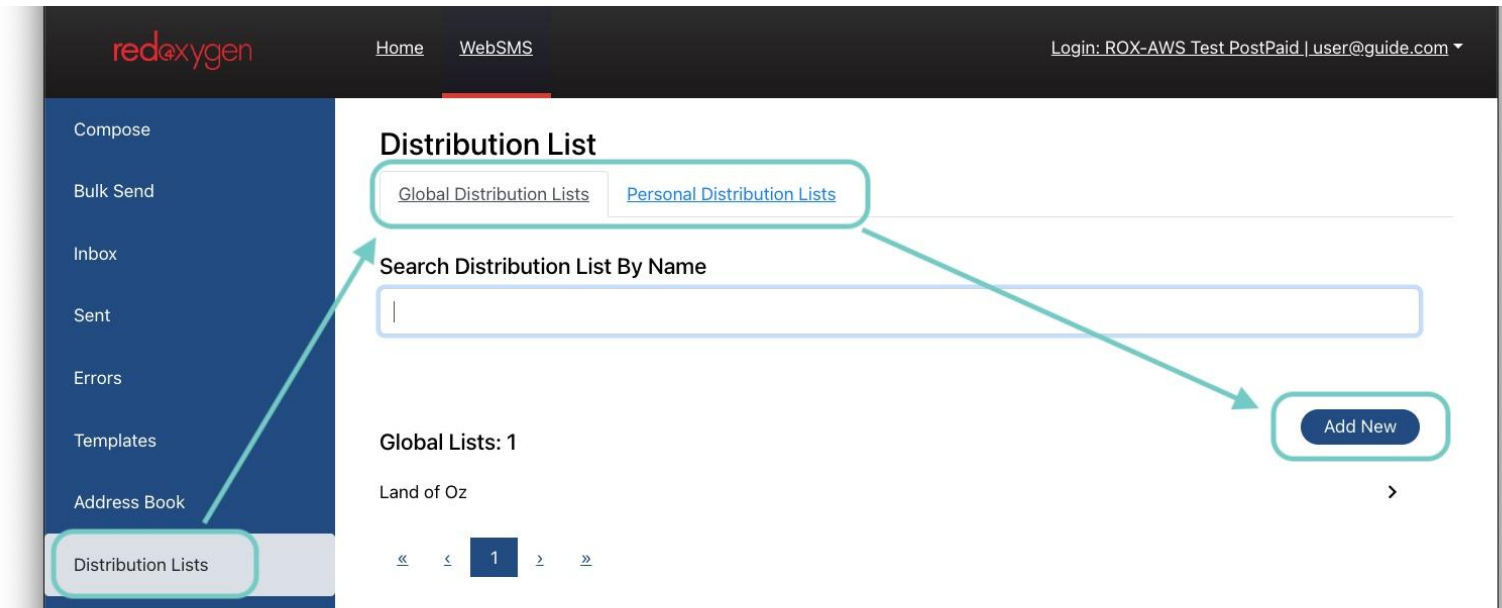 redoxygen
Home WebSMS Login: ROX-AWS Test PostPaid | user@guide.com
Compose
Bulk Send
Inbox
Sent
Errors
Templates
Address Book
Distribution Lists
Distribution List
Global Distribution Lists Personal Distribution Lists
Search Distribution List By Name
Add New
Global Lists: 1
Land of Oz
« ‹ 1 › »